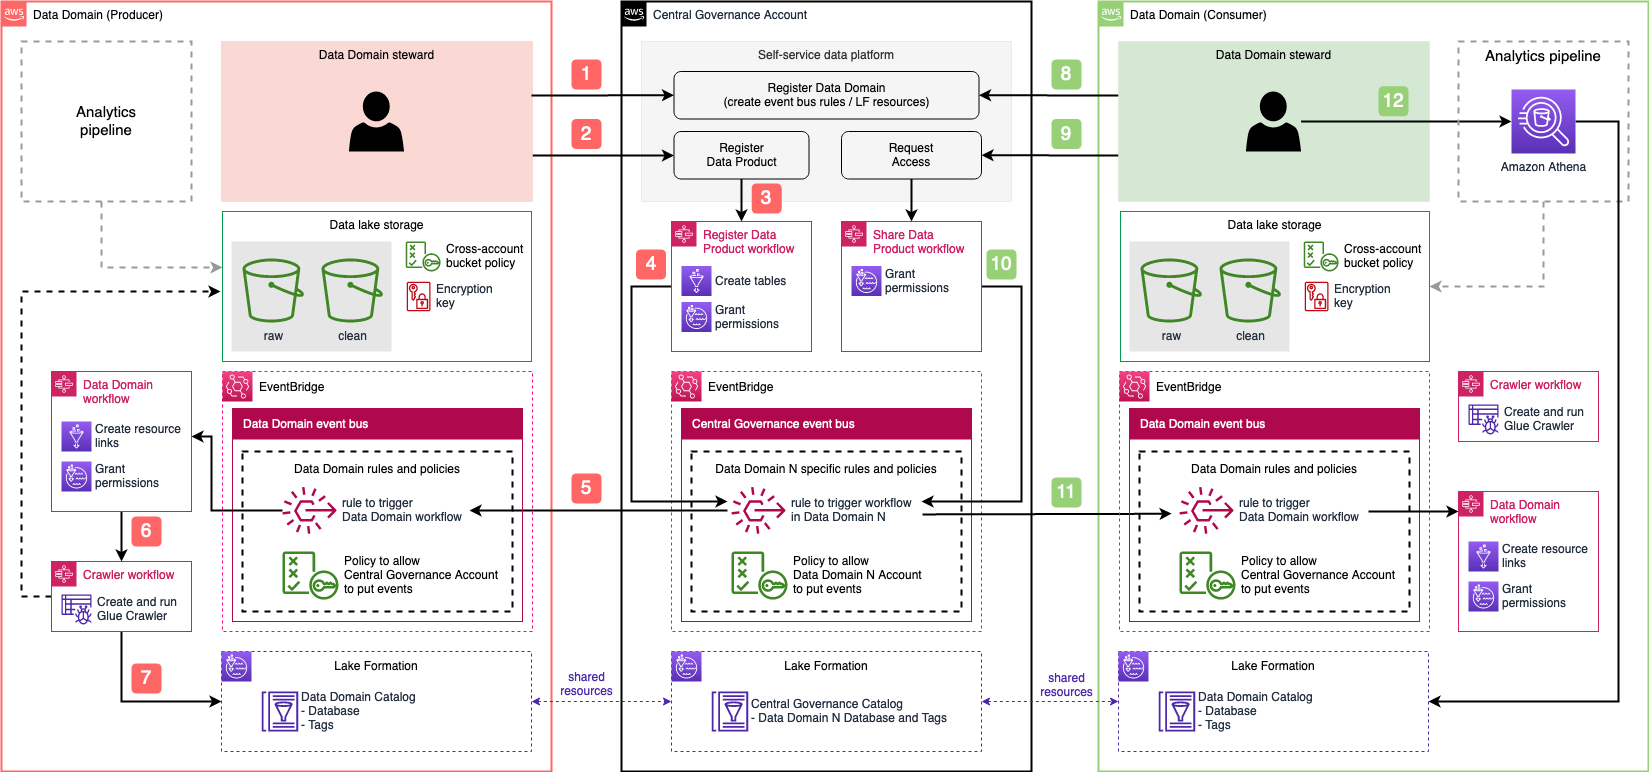 aws
Data Domain (Producer)
Analytics
pipeline
Data Domain steward
1
2
Data lake storage
raw
clean
Cross-account
bucket policy
Encryption
key
Data Domain
workflow
Create resource
links
Grant
permissions
6
Crawler workflow
Create and run
Glue Crawler
7
EventBridge
Data Domain event bus
Data Domain rules and policies
rule to trigger
Data Domain workflow
Policy to allow
Central Governance Account
to put events
5
Lake Formation
Data Domain Catalog
- Database
- Tags
shared
resources
aws
Central Governance Account
Self-service data platform
Register Data Domain
(create event bus rules / LF resources)
Register
Data Product
Request
Access
3
4
Register Data
Product workflow
Create tables
Grant
permissions
Share Data
Product workflow
Grant
permissions
10
EventBridge
Central Governance event bus
Data Domain N specific rules and policies
rule to trigger workflow
in Data Domain N
Policy to allow
Data Domain N Account
to put events
Lake Formation
Central Governance Catalog
- Data Domain N Database and Tags
shared
resources
8
9
11
aws
Data Domain (Consumer)
Data Domain steward
12
Analytics pipeline
Amazon Athena
Data lake storage
raw
clean
Cross-account
bucket policy
Encryption
key
EventBridge
Data Domain event bus
Data Domain rules and policies
rule to trigger
Data Domain workflow
Policy to allow
Central Governance Account
to put events
Crawler workflow
Create and run
Glue Crawler
Data Domain
workflow
Create resource
links
Grant
permissions
Lake Formation
Data Domain Catalog
- Database
- Tags